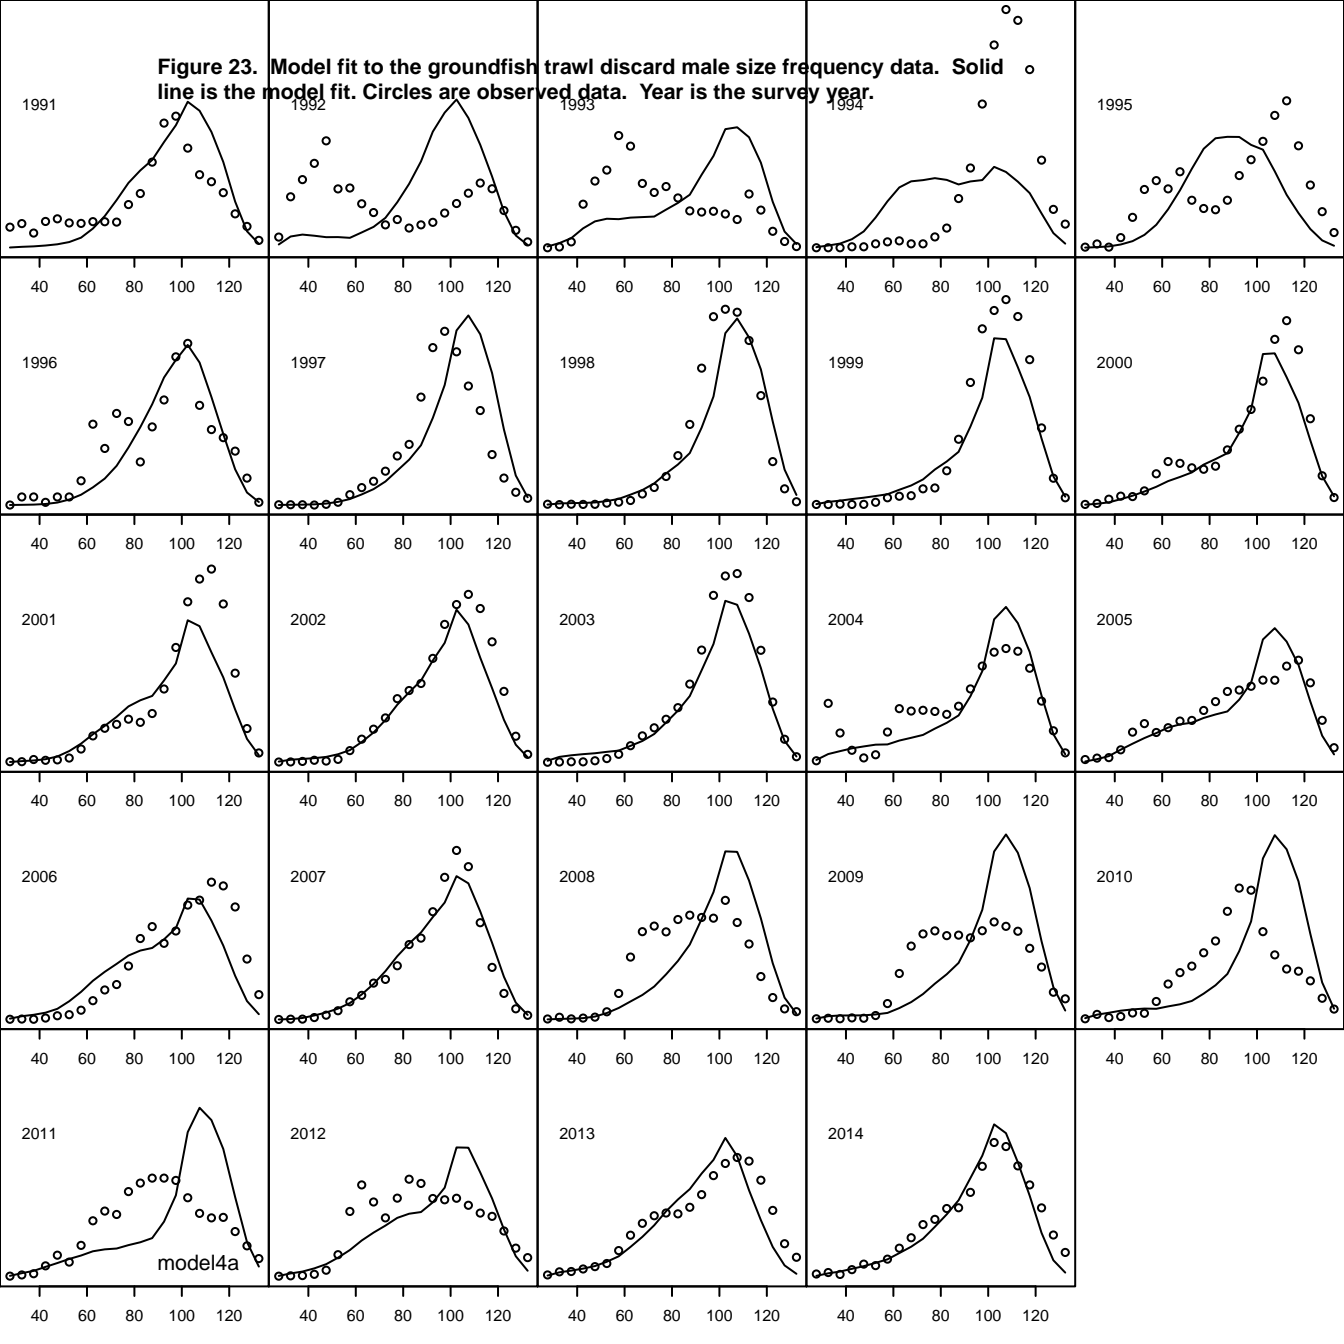 Figure 23. Model fit to the groundfish trawl discard male size frequency data. Solid
line is the model fit. Circles are observed data. Year is the survey year.
1991 1992 1993 1994 1995
40 60 80 100 120 40 60 80 100 120 40 60 80 100 120 40 60 80 100 120 40 60 80 100 120
1996 1997 1998 1999 2000
40 60 80 100 120 40 60 80 100 120 40 60 80 100 120 40 60 80 100 120 40 60 80 100 120
2001 2002 2003 2004 2005
40 60 80 100 120 40 60 80 100 120 40 60 80 100 120 40 60 80 100 120 40 60 80 100 120
2006 2007 2008 2009 2010
40 60 80 100 120 40 60 80 100 120 40 60 80 100 120 40 60 80 100 120 40 60 80 100 120
2011 2012 2013 2014
model4a
40 60 80 100 120 40 60 80 100 120 40 60 80 100 120 40 60 80 100 120